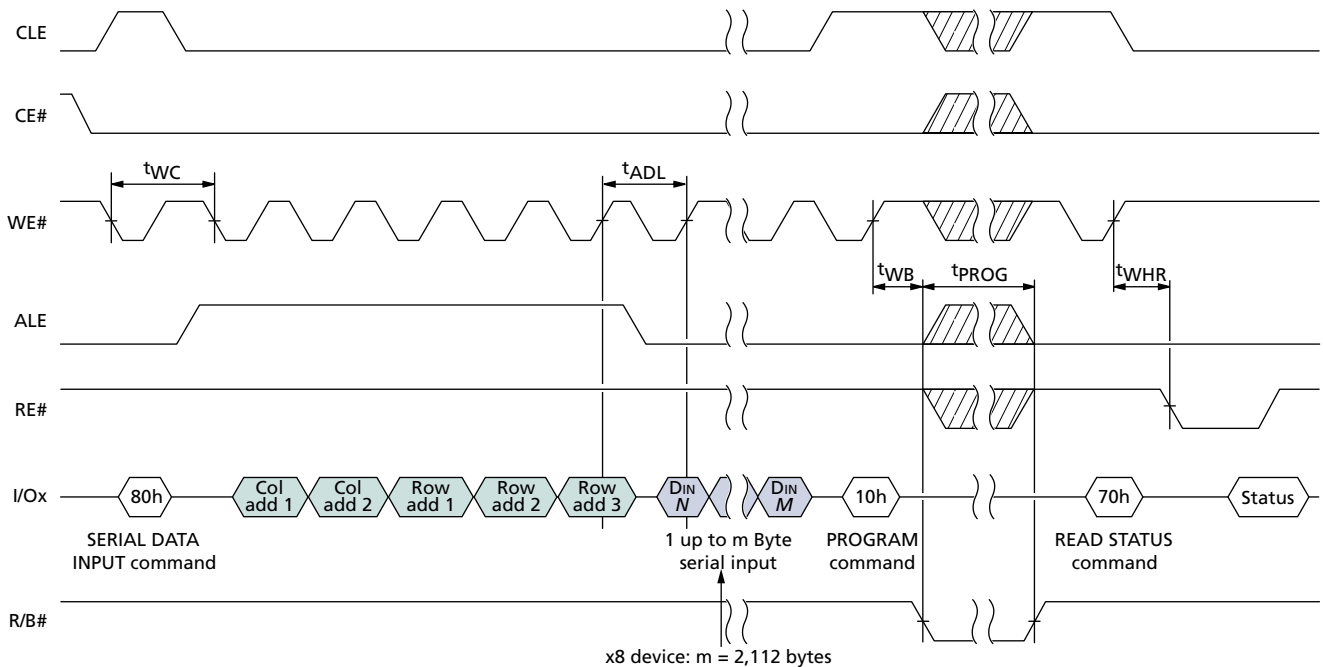 CLE
CE#
tWC
tADL
WE#
tWB
tPROG
tWHR
ALE
RE#
I/Ox
80h
Col add 1
Col add 2
Row add 1
Row add 2
Row add 3
DIN N
DIN M
10h
70h
Status
SERIAL DATA
INPUT command
1 up to m Byte
serial input
PROGRAM
command
READ STATUS
command
R/B#
x8 device: m = 2,112 bytes